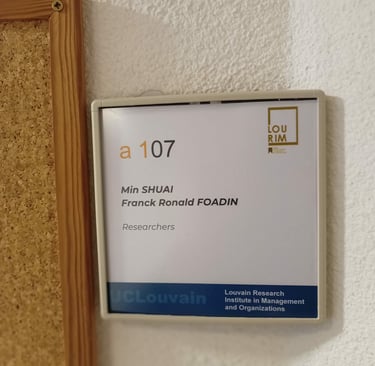 a 107
LOU
RIM
Min SHUAI
Franck Ronald FOADIN
Researchers
UCLouvain
Louvain Research
Institute in Management
and Organizations